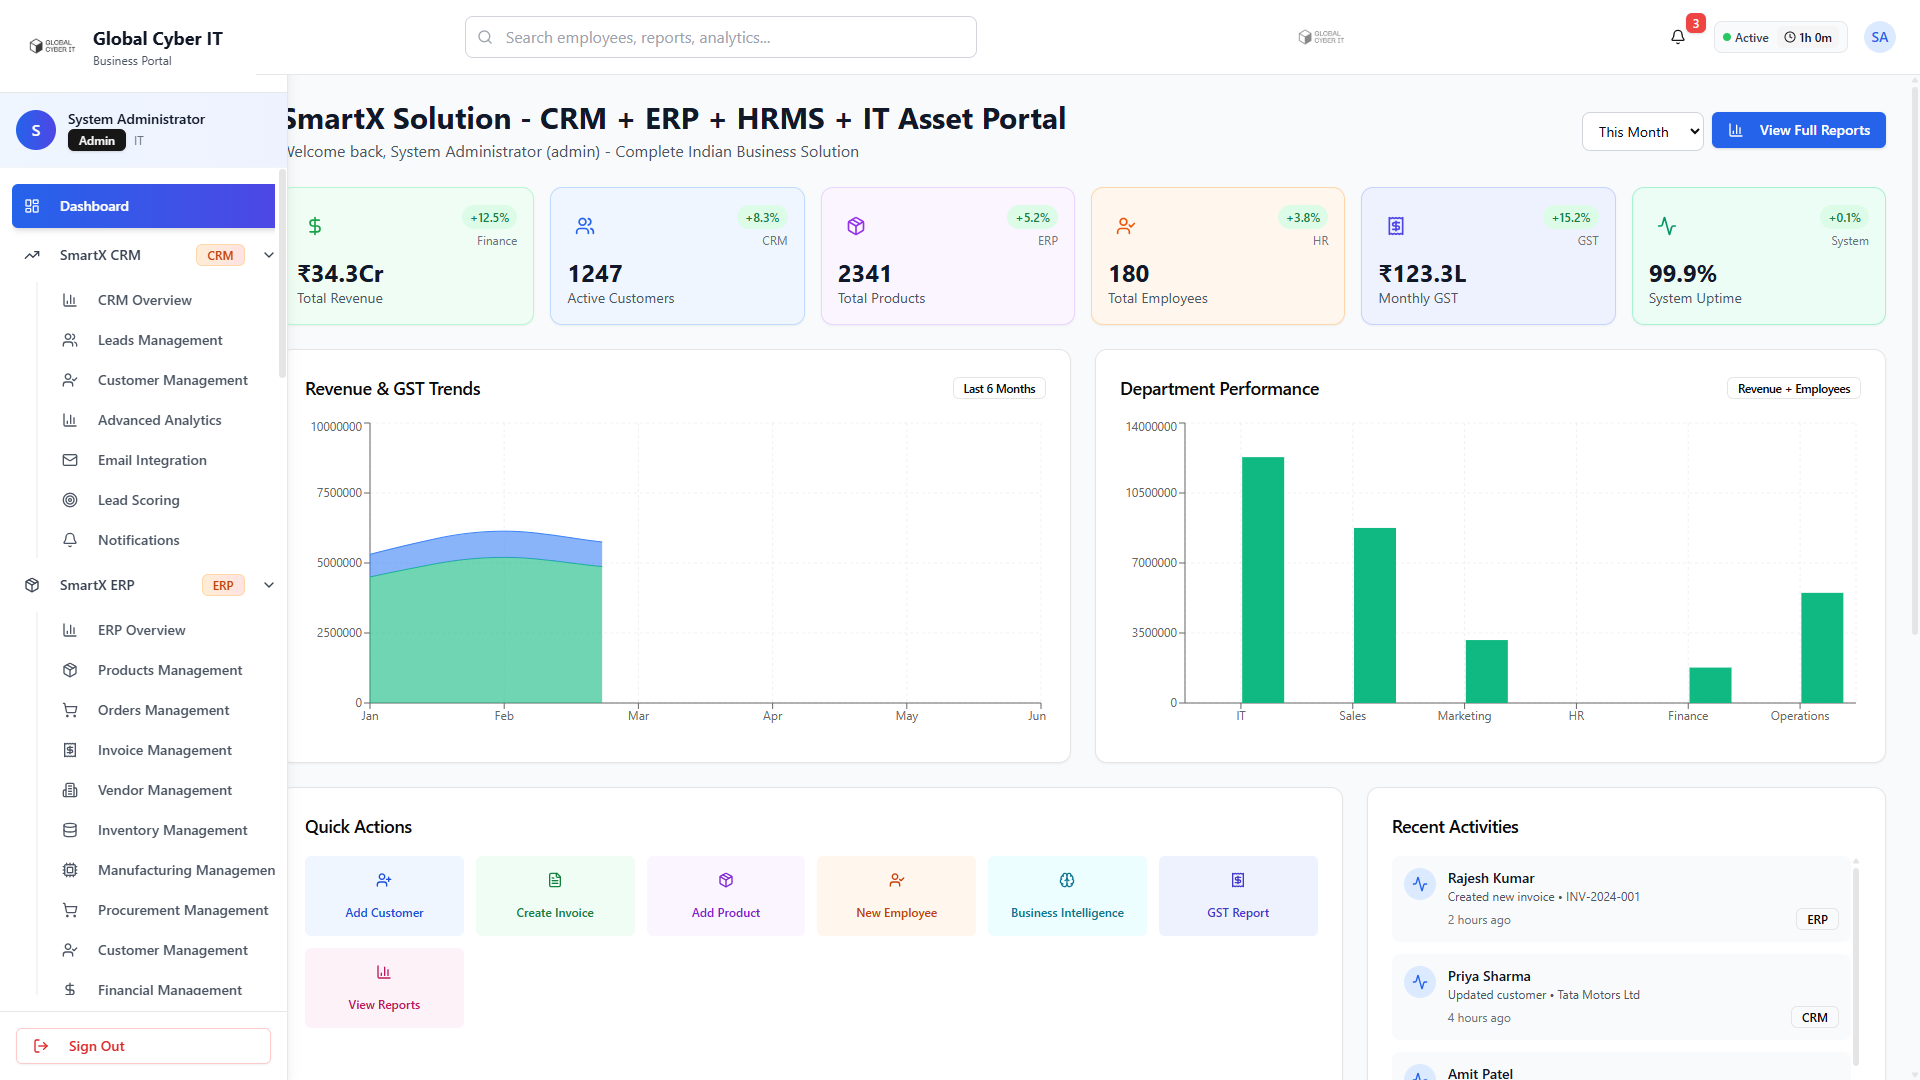 GLOBAL
CYBER IT
Global Cyber IT
Business Portal
Search employees, reports, analytics...
GLOBAL
CYBER IT
3
Active
1h 0m
SA
S
System Administrator
Admin
IT
Dashboard
SmartX CRM
CRM
CRM Overview
Leads Management
Customer Management
Advanced Analytics
Email Integration
Lead Scoring
Notifications
SmartX ERP
ERP
ERP Overview
Products Management
Orders Management
Invoice Management
Vendor Management
Inventory Management
Manufacturing Managemen
Procurement Management
Customer Management
Financial Management
Sign Out
SmartX Solution - CRM + ERP + HRMS + IT Asset Portal
Welcome back, System Administrator (admin) - Complete Indian Business Solution
This Month
View Full Reports
+12.5%
Finance
₹34.3Cr
Total Revenue
+8.3%
CRM
1247
Active Customers
+5.2%
ERP
2341
Total Products
+3.8%
HR
180
Total Employees
+15.2%
GST
₹123.3L
Monthly GST
+0.1%
System
99.9%
System Uptime
Revenue & GST Trends
Last 6 Months
10000000
7500000
5000000
2500000
0
Jan Feb Mar Apr May Jun
Department Performance
Revenue + Employees
14000000
10500000
7000000
3500000
0
IT Sales Marketing HR Finance Operations
Quick Actions
Add Customer
Create Invoice
Add Product
New Employee
Business Intelligence
GST Report
View Reports
Recent Activities
Rajesh Kumar
Created new invoice • INV-2024-001
2 hours ago
ERP
Priya Sharma
Updated customer • Tata Motors Ltd
4 hours ago
CRM
Amit Patel